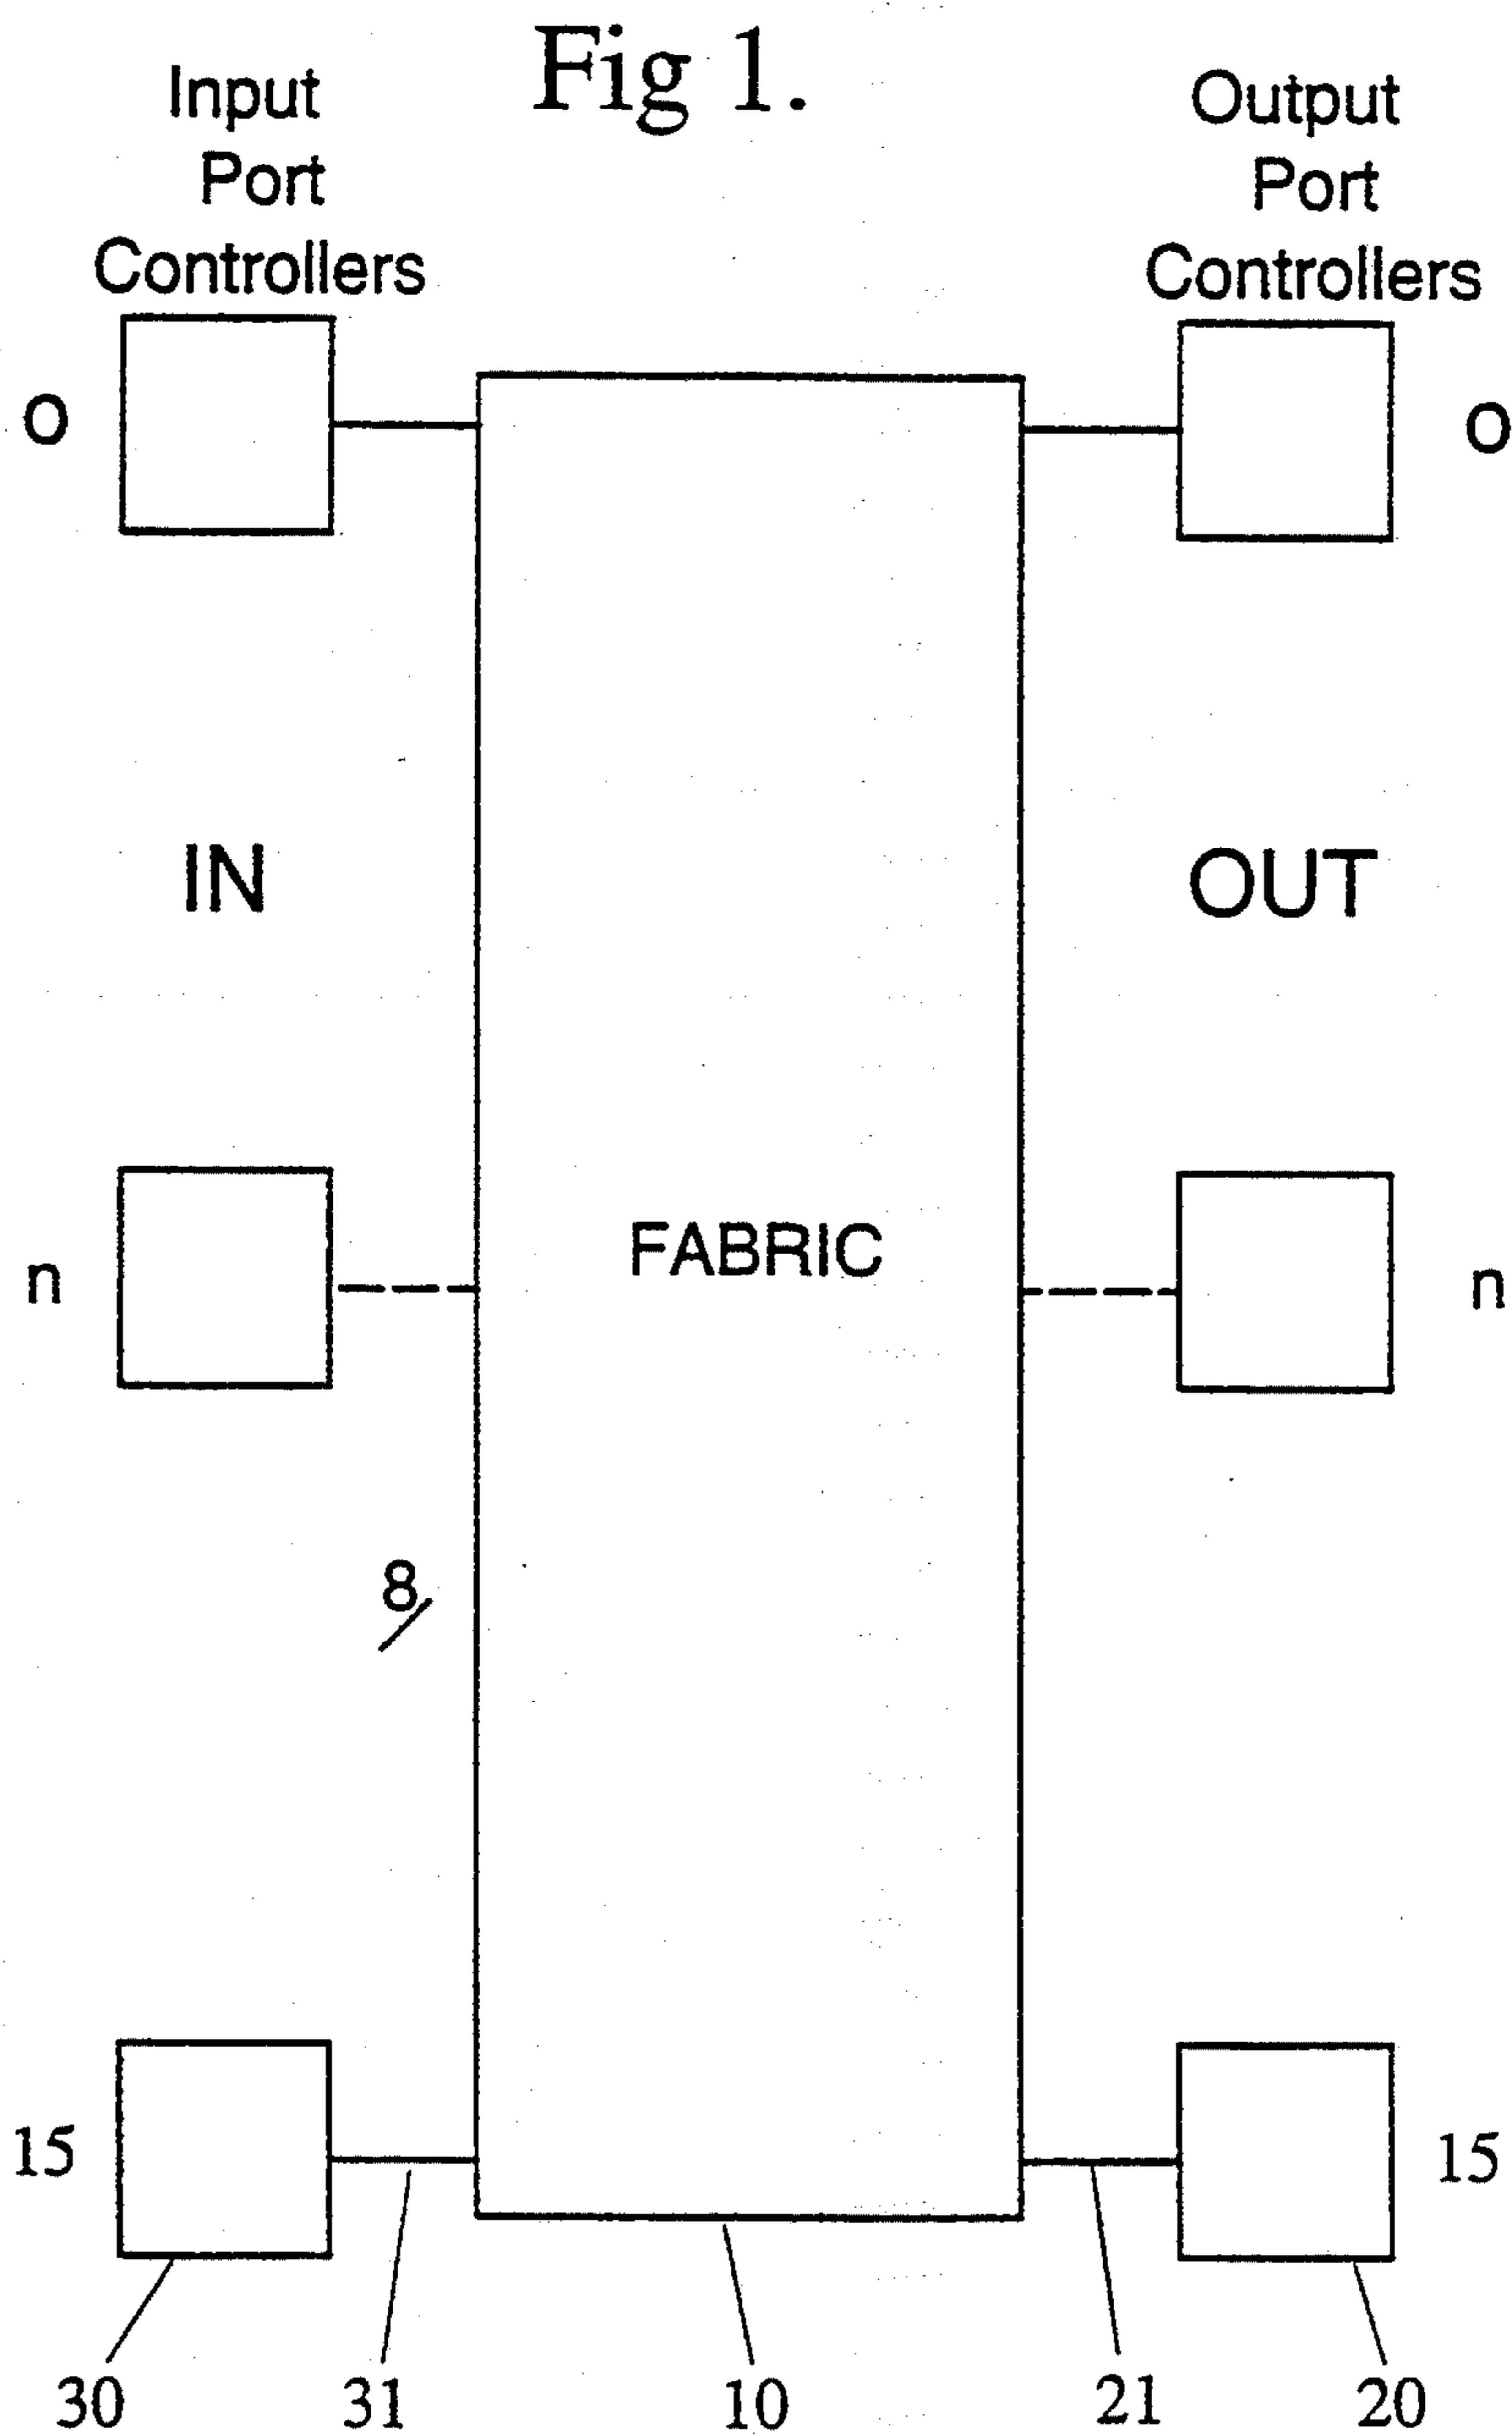 Fig 1.
Input
Port
Controllers
Output
Port
Controllers
O
O
IN
OUT
n
FABRIC
n
8
15
15
30
31
10
21
20